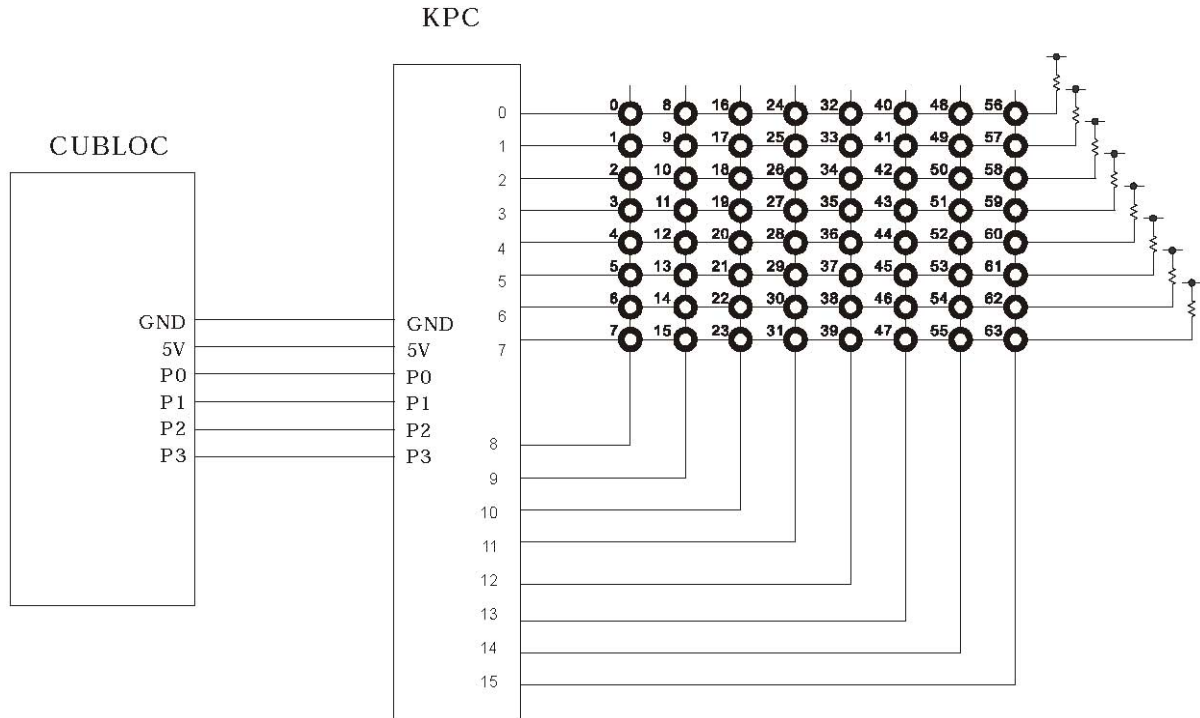 KPC
CUBLOC
0 0 8 16 24 32 40 48 56
1 1 9 17 25 33 41 49 57
2 2 10 18 26 34 42 50 58
3 3 11 19 27 35 43 51 59
4 4 12 20 28 36 44 52 60
5 5 13 21 29 37 45 53 61
6 6 14 22 30 38 46 54 62
7 7 15 23 31 39 47 55 63
GND GND
5V 5V
P0 P0
P1 P1
P2 P2
P3 P3
8
9
10
11
12
13
14
15